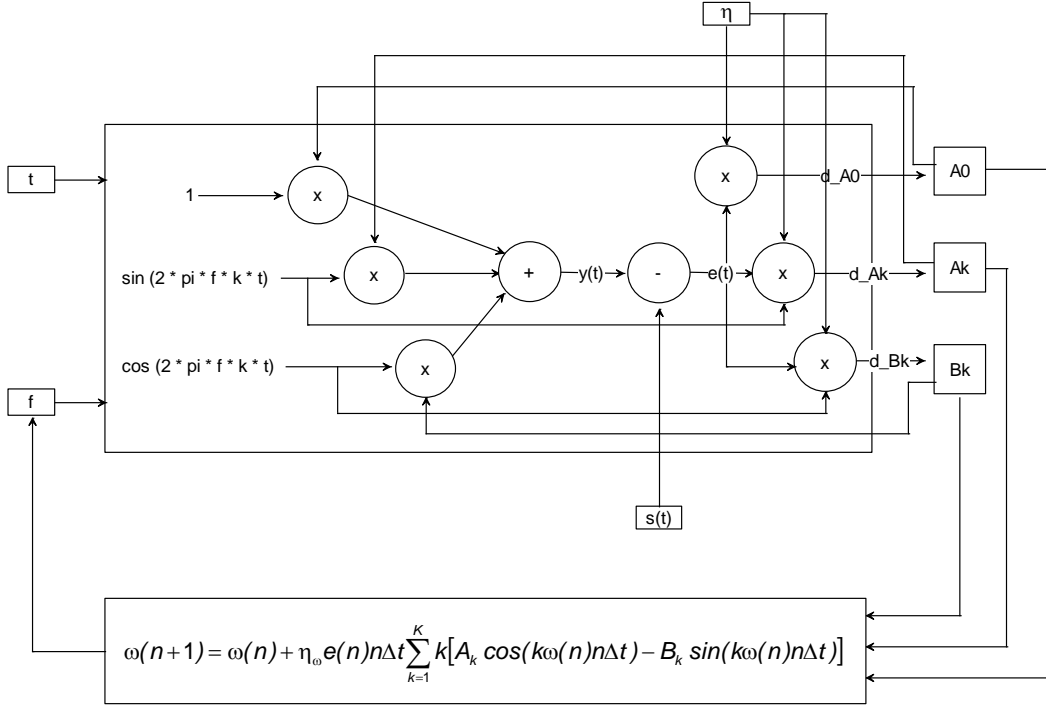 η
t
x
x
d_A0
A0
1
x
sin (2 * pi * f * k * t)
x
+
y(t)
-
e(t)
x
d_Ak
Ak
cos (2 * pi * f * k * t)
x
x
d_Bk
Bk
f
s(t)
ω(n+1) = ω(n) + η_ω e(n)nΔt ∑_{k=1}^{K} k[A_k cos(kω(n)nΔt) − B_k sin(kω(n)nΔt)]